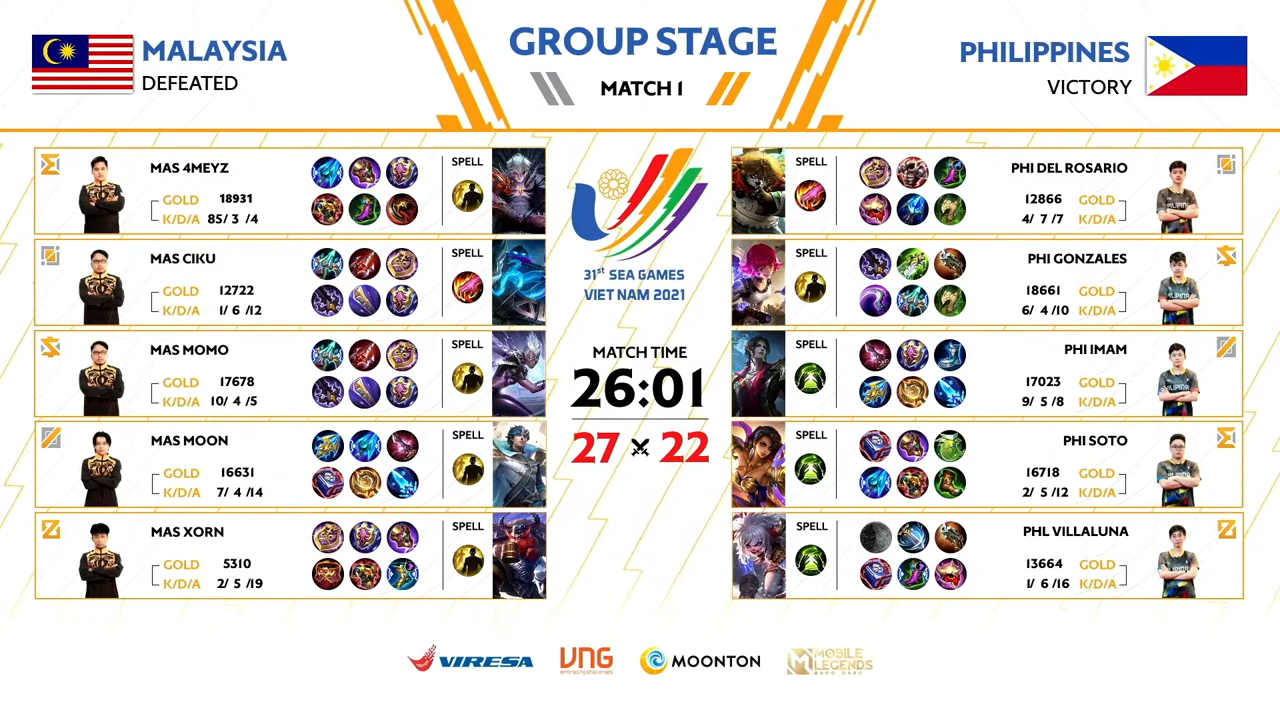 MALAYSIA
DEFEATED
GROUP STAGE
MATCH 1
PHILIPPINES
VICTORY
MAS 4MEYZ
GOLD 18931
K/D/A 85/ 3 /4
SPELL
MAS CIKU
GOLD 12722
K/D/A 1/ 6 /12
SPELL
MAS MOMO
GOLD 17678
K/D/A 10/ 4 /5
SPELL
MAS MOON
GOLD 16631
K/D/A 7/ 4 /14
SPELL
MAS XORN
GOLD 5310
K/D/A 2/ 5 /19
SPELL
31st SEA GAMES
VIET NAM 2021
MATCH TIME
26:01
27 22
SPELL
PHI DEL ROSARIO
12866 GOLD
4/ 7 /7 K/D/A
SPELL
PHI GONZALES
18661 GOLD
6/ 4 /10 K/D/A
SPELL
PHI IMAM
17023 GOLD
9/ 5 /8 K/D/A
SPELL
PHI SOTO
16718 GOLD
2/ 5 /12 K/D/A
SPELL
PHL VILLALUNA
13664 GOLD
1/ 6 /16 K/D/A
VIRESA
VNG
embracing challenges
MOONTON
MOBILE
LEGENDS
BANG BANG